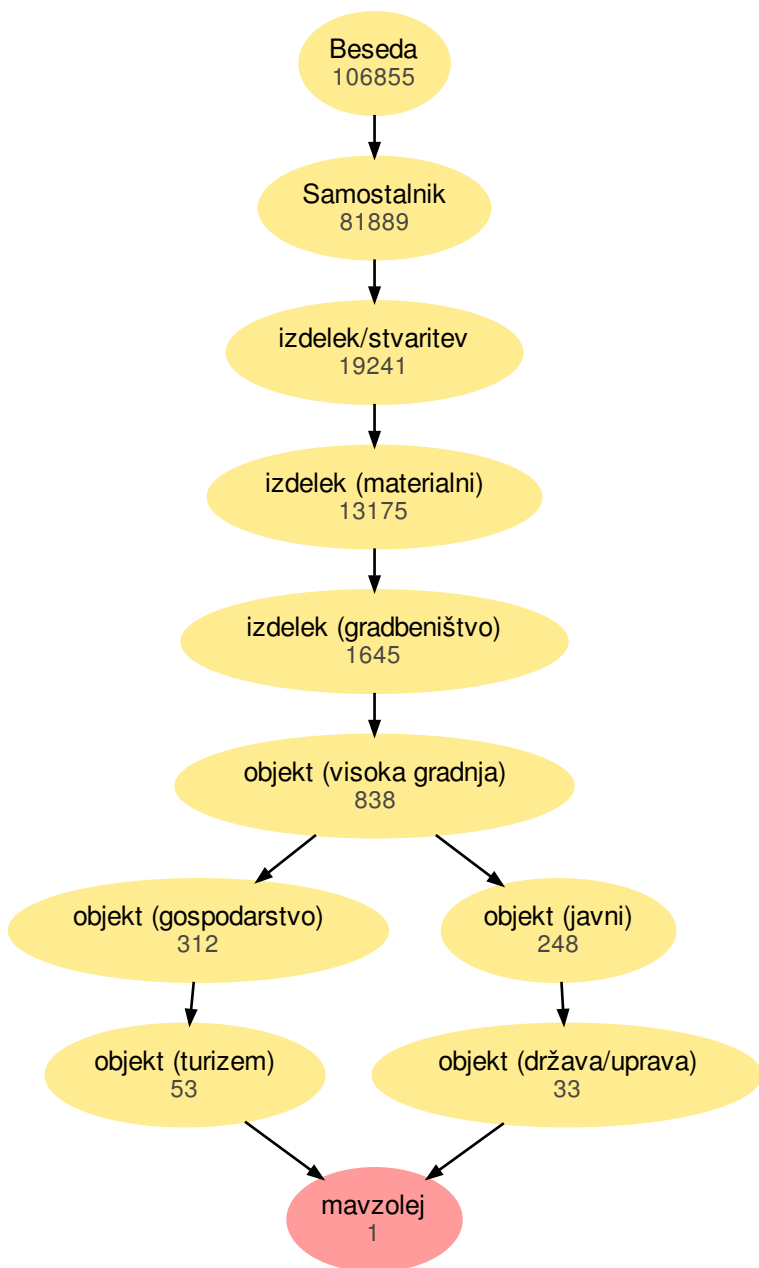 Beseda
106855
Samostalnik
81889
izdelek/stvaritev
19241
izdelek (materialni)
13175
izdelek (gradbeništvo)
1645
objekt (visoka gradnja)
838
objekt (gospodarstvo)
312
objekt (javni)
248
objekt (turizem)
53
objekt (država/uprava)
33
mavzolej
1